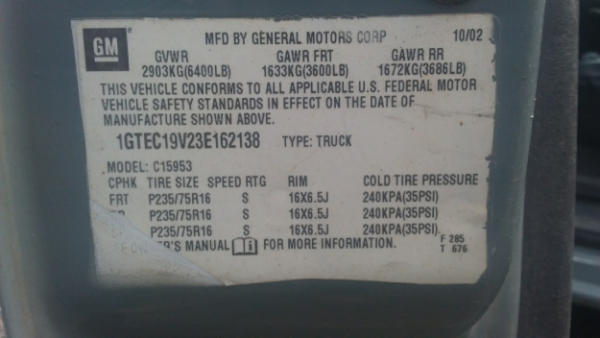 GM
MFD BY GENERAL MOTORS CORP 10/02
GVWR GAWR FRT GAWR RR
2903KG(6400LB) 1633KG(3600LB) 1672KG(3686LB)
THIS VEHICLE CONFORMS TO ALL APPLICABLE U.S. FEDERAL MOTOR
VEHICLE SAFETY STANDARDS IN EFFECT ON THE DATE OF
MANUFACTURE SHOWN ABOVE.
1GTEC19V23E162138 TYPE: TRUCK
MODEL: C15953
CPHK TIRE SIZE SPEED RTG RIM COLD TIRE PRESSURE
FRT P235/75R16 S 16X6.5J 240KPA(35PSI)
P235/75R16 S 16X6.5J 240KPA(35PSI)
P235/75R16 S 16X6.5J 240KPA(35PSI)
'S MANUAL FOR MORE INFORMATION.
F 285
T 676